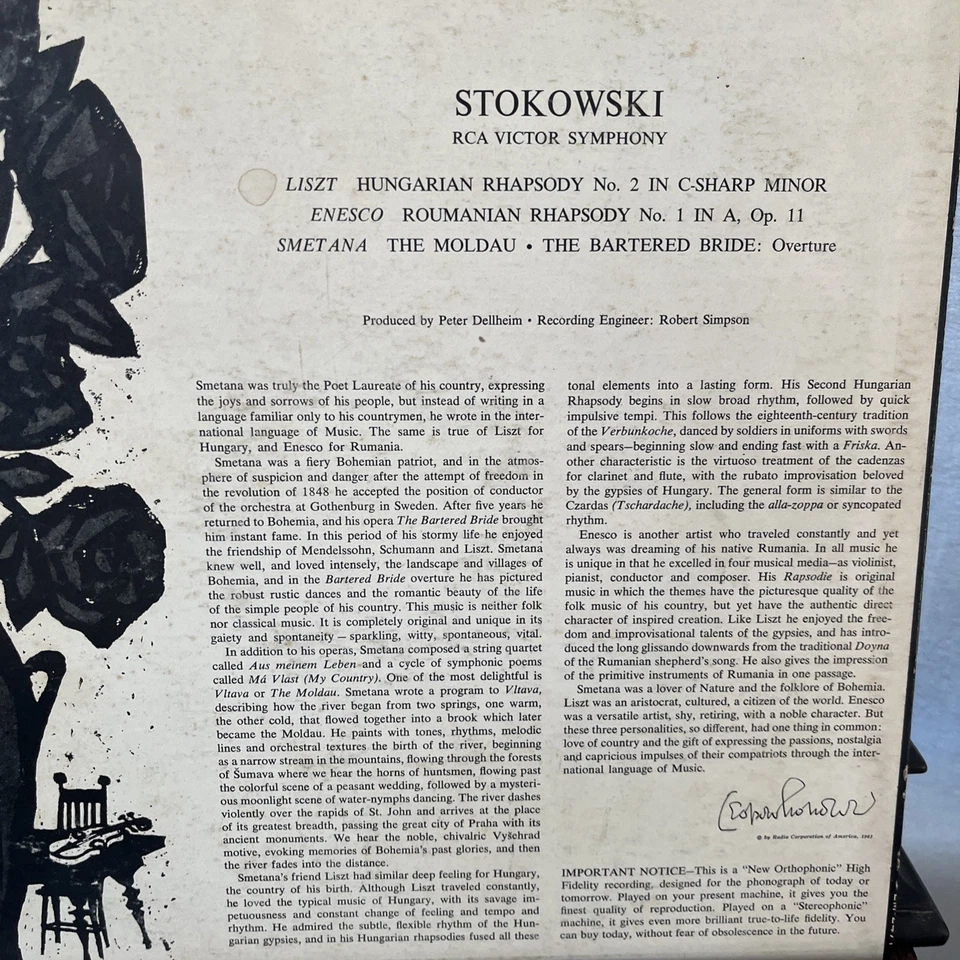 STOKOWSKI
RCA VICTOR SYMPHONY
LISZT HUNGARIAN RHAPSODY No. 2 IN C-SHARP MINOR
ENESCO ROUMANIAN RHAPSODY No. 1 IN A, Op. 11
SMETANA THE MOLDAU • THE BARTERED BRIDE: Overture
Produced by Peter Dellheim • Recording Engineer: Robert Simpson
Smetana was truly the Poet Laureate of his country, expressing
the joys and sorrows of his people, but instead of writing in a
language familiar only to his countrymen, he wrote in the inter-
national language of Music. The same is true of Liszt for
Hungary, and Enesco for Rumania.
Smetana was a fiery Bohemian patriot, and in the atmos-
phere of suspicion and danger after the attempt of freedom in
the revolution of 1848 he accepted the position of conductor
of the orchestra at Gothenburg in Sweden. After five years he
returned to Bohemia, and his opera The Bartered Bride brought
him instant fame. In this period of his stormy life he enjoyed
the friendship of Mendelssohn, Schumann and Liszt. Smetana
knew well, and loved intensely, the landscape and villages of
Bohemia, and in the Bartered Bride overture he has pictured
the robust rustic dances and the romantic beauty of the life
of the simple people of his country. This music is neither folk
nor classical music. It is completely original and unique in its
gaiety and spontaneity — sparkling, witty, spontaneous, vital.
In addition to his operas, Smetana composed a string quartet
called Aus meinem Leben and a cycle of symphonic poems
called Má Vlast (My Country). One of the most delightful is
Vltava or The Moldau. Smetana wrote a program to Vltava,
describing how the river began from two springs, one warm,
the other cold, that flowed together into a brook which later
became the Moldau. He paints with tones, rhythms, melodic
lines and orchestral textures the birth of the river, beginning
as a narrow stream in the mountains, flowing through the forests
of Šumava where we hear the horns of huntsmen, flowing past
the colorful scene of a peasant wedding, followed by a mysteri-
ous moonlight scene of water-nymphs dancing. The river dashes
violently over the rapids of St. John and arrives at the place
of its greatest breadth, passing the great city of Praha with its
ancient monuments. We hear the noble, chivalric Vyšehrad
motive, evoking memories of Bohemia's past glories, and then
the river fades into the distance.
Smetana's friend Liszt had similar deep feeling for Hungary,
the country of his birth. Although Liszt traveled constantly,
he loved the typical music of Hungary, with its savage im-
petuousness and constant change of feeling and tempo and
rhythm. He admired the subtle, flexible rhythm of the Hun-
garian gypsies, and in his Hungarian rhapsodies fused all these
tonal elements into a lasting form. His Second Hungarian
Rhapsody begins in slow broad rhythm, followed by quick
impulsive tempi. This follows the eighteenth-century tradition
of the Verbunkoche, danced by soldiers in uniforms with swords
and spears—beginning slow and ending fast with a Friska. An-
other characteristic is the virtuoso treatment of the cadenzas
for clarinet and flute, with the rubato improvisation beloved
by the gypsies of Hungary. The general form is similar to the
Czardas (Tschardache), including the alla-zoppa or syncopated
rhythm.
Enesco is another artist who traveled constantly and yet
always was dreaming of his native Rumania. In all music he
is unique in that he excelled in four musical media—as violinist,
pianist, conductor and composer. His Rapsodie is original
music in which the themes have the picturesque quality of the
folk music of his country, but yet have the authentic direct
character of inspired creation. Like Liszt he enjoyed the free-
dom and improvisational talents of the gypsies, and has intro-
duced the long glissando downwards from the traditional Doyna
of the Rumanian shepherd's song. He also gives the impression
of the primitive instruments of Rumania in one passage.
Smetana was a lover of Nature and the folklore of Bohemia.
Liszt was an aristocrat, cultured, a citizen of the world. Enesco
was a versatile artist, shy, retiring, with a noble character. But
these three personalities, so different, had one thing in common:
love of country and the gift of expressing the passions, nostalgia
and capricious impulses of their compatriots through the inter-
national language of Music.
© by Radio Corporation of America, 1961
IMPORTANT NOTICE—This is a "New Orthophonic" High
Fidelity recording, designed for the phonograph of today or
tomorrow. Played on your present machine, it gives you the
finest quality of reproduction. Played on a "Stereophonic"
machine, it gives even more brilliant true-to-life fidelity. You
can buy today, without fear of obsolescence in the future.